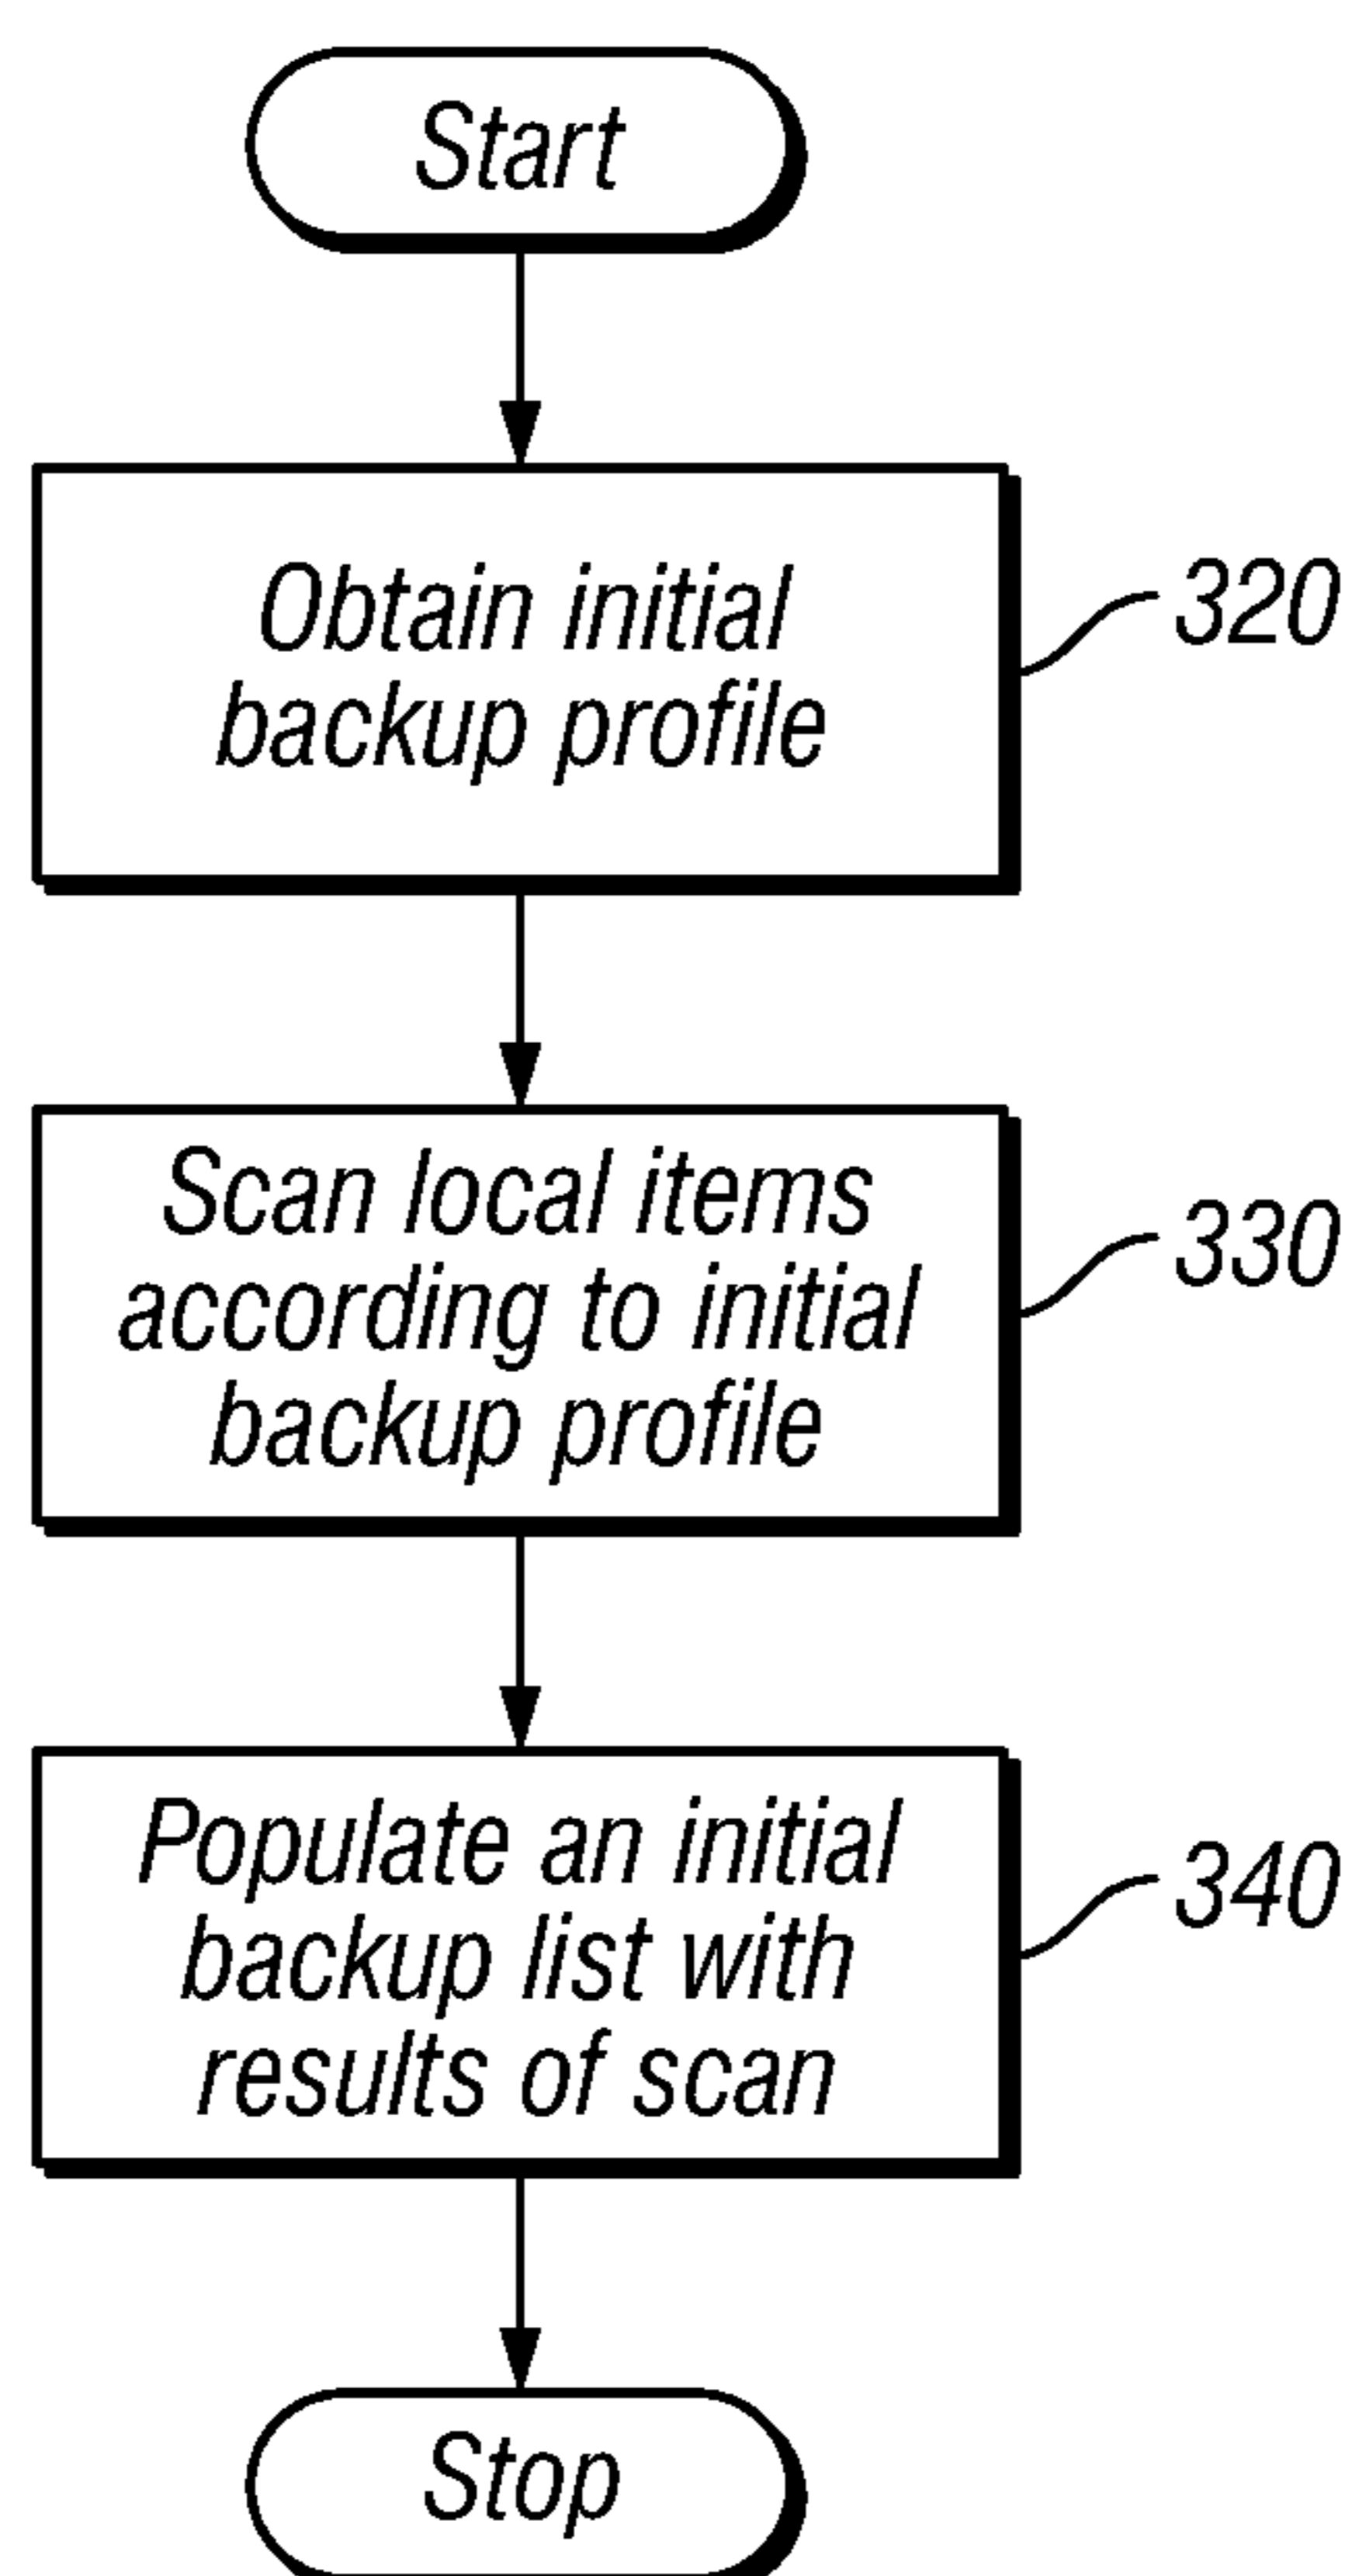 Start
Obtain initial
backup profile
320
Scan local items
according to initial
backup profile
330
Populate an initial
backup list with
results of scan
340
Stop